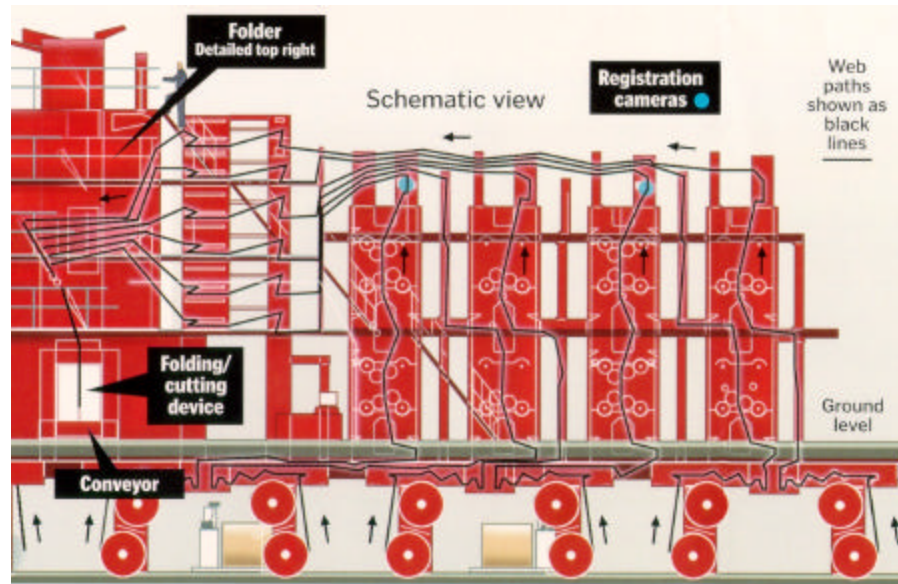 Folder
Detailed top right
Schematic view
Registration
cameras
Web
paths
shown as
black
lines
Folding/
cutting
device
Ground
level
Conveyor